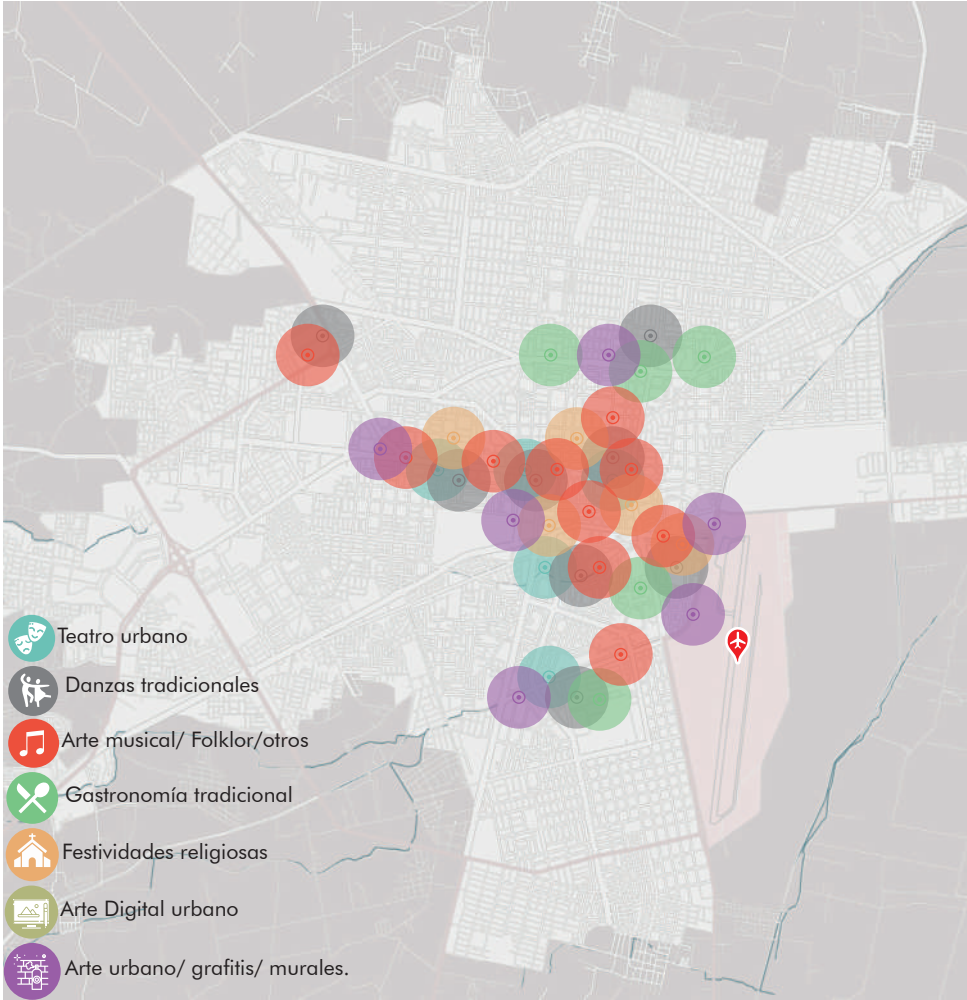 Teatro urbano
Danzas tradicionales
Arte musical/ Folklor/otros
Gastronomía tradicional
Festividades religiosas
Arte Digital urbano
Arte urbano/ grafitis/ murales.